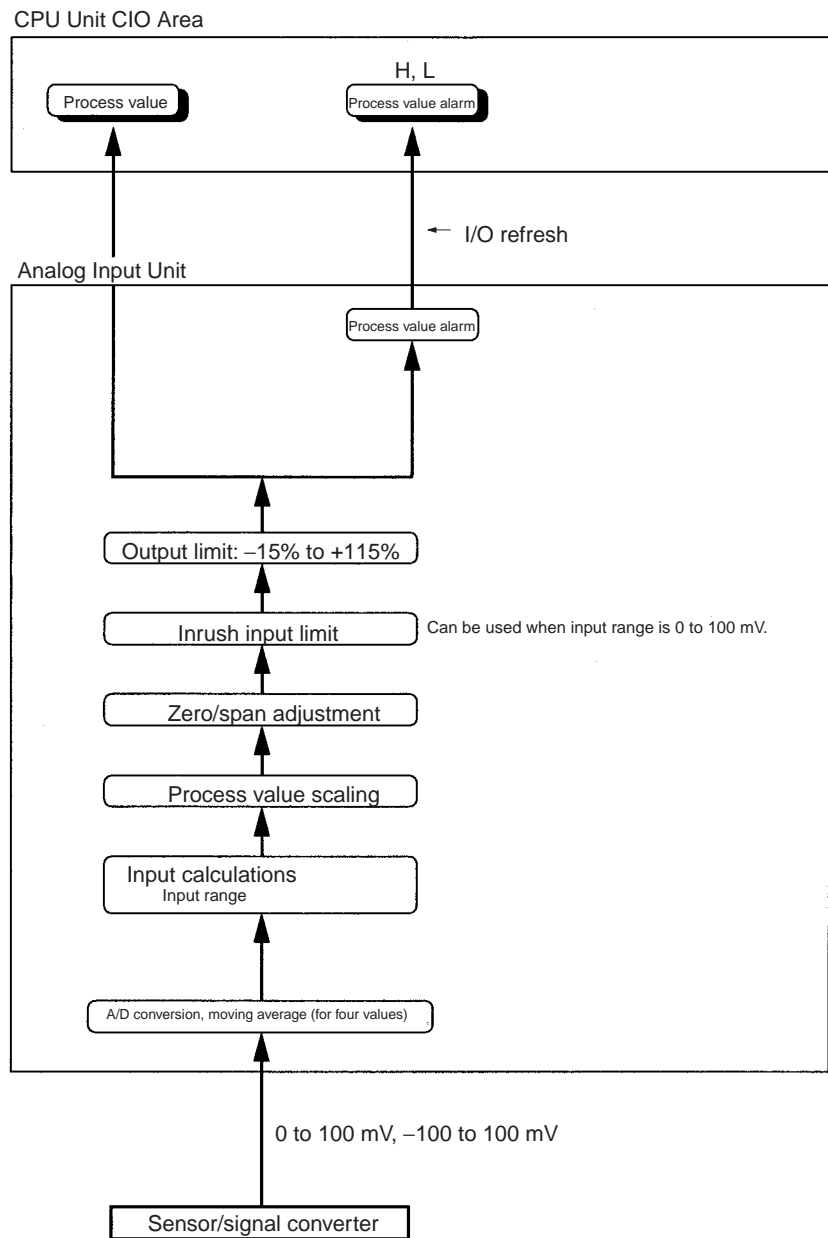 CPU Unit CIO Area
H, L
Process value
Process value alarm
I/O refresh
Analog Input Unit
Process value alarm
Output limit: –15% to +115%
Inrush input limit
Can be used when input range is 0 to 100 mV.
Zero/span adjustment
Process value scaling
Input calculations
Input range
A/D conversion, moving average (for four values)
0 to 100 mV, –100 to 100 mV
Sensor/signal converter